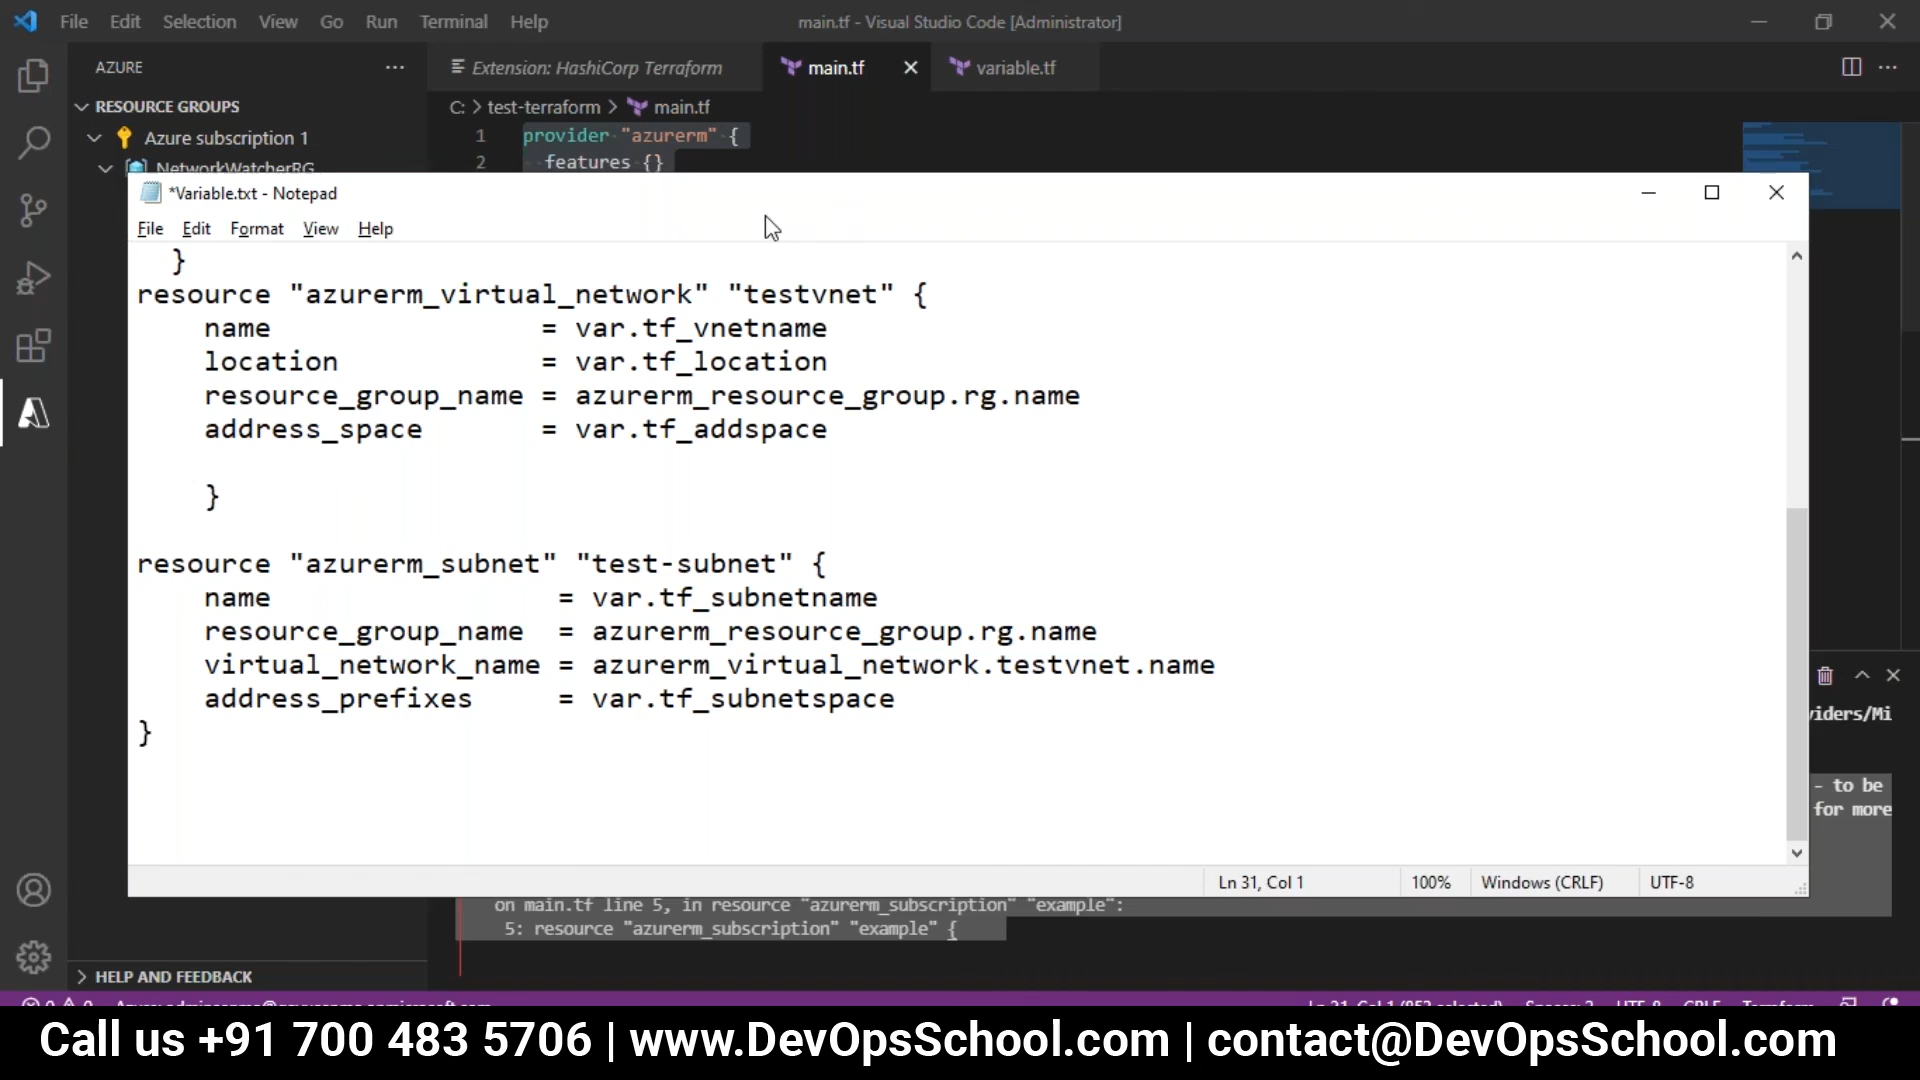 File Edit Selection View Go Run Terminal Help main.tf - Visual Studio Code [Administrator]
AZURE ··· Extension: HashiCorp Terraform main.tf variable.tf ···
RESOURCE GROUPS C: > test-terraform > main.tf
Azure subscription 1 1 provider "azurerm" {
NetworkWatcherRG 2 features {}
*Variable.txt - Notepad
File Edit Format View Help
}
resource "azurerm_virtual_network" "testvnet" {
name = var.tf_vnetname
location = var.tf_location
resource_group_name = azurerm_resource_group.rg.name
address_space = var.tf_addspace
}
resource "azurerm_subnet" "test-subnet" {
name = var.tf_subnetname
resource_group_name = azurerm_resource_group.rg.name
virtual_network_name = azurerm_virtual_network.testvnet.name
address_prefixes = var.tf_subnetspace
}
viders/Mi
- to be
for more
Ln 31, Col 1 100% Windows (CRLF) UTF-8
on main.tf line 5, in resource "azurerm_subscription" "example":
5: resource "azurerm_subscription" "example" {
HELP AND FEEDBACK
Call us +91 700 483 5706 | www.DevOpsSchool.com | contact@DevOpsSchool.com